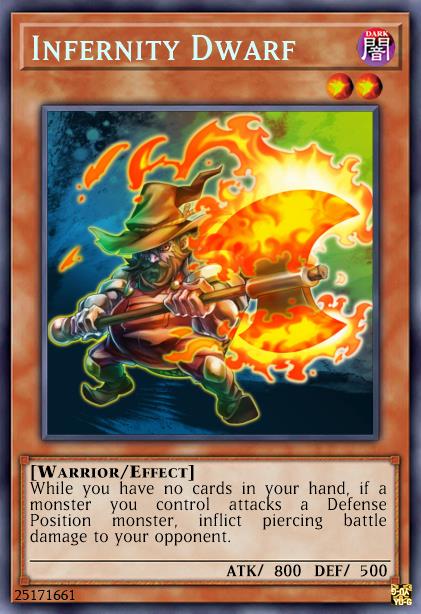 Infernity Dwarf
DARK
闇
[Warrior/Effect]
While you have no cards in your hand, if a
monster you control attacks a Defense
Position monster, inflict piercing battle
damage to your opponent.
ATK/ 800 DEF/ 500
25171661